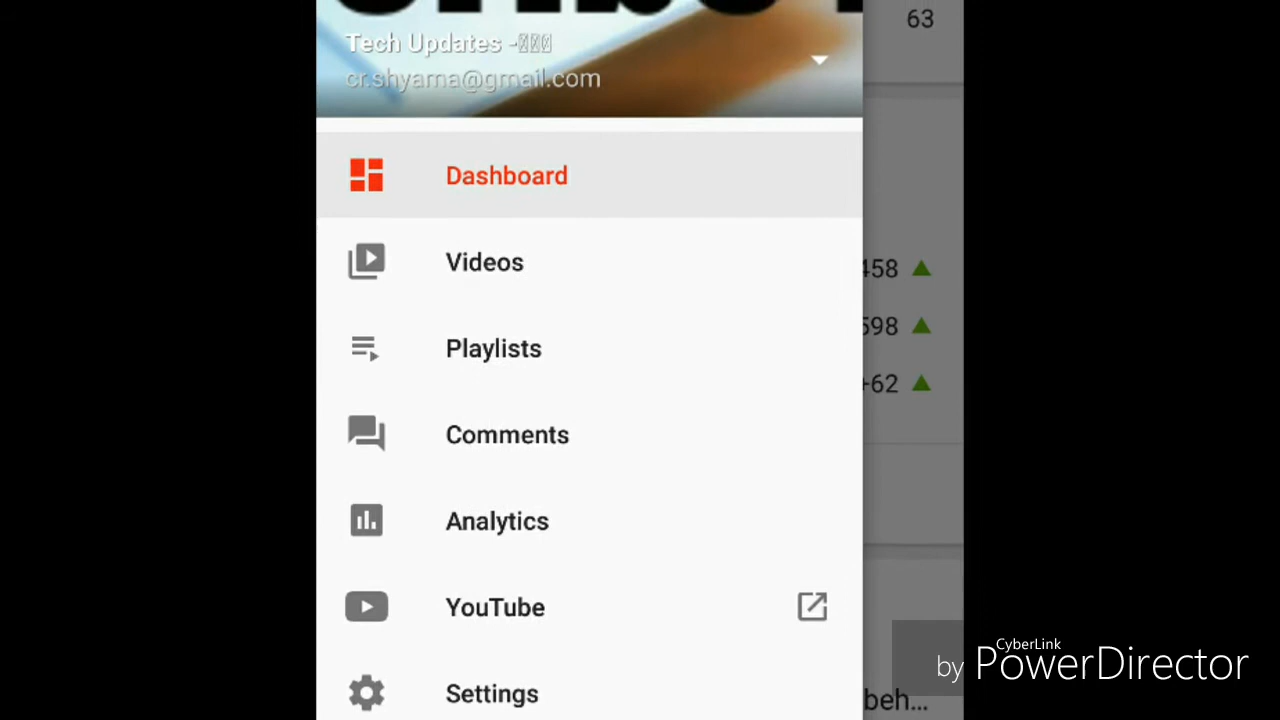 63
Tech Updates -
cr.shyama@gmail.com
Dashboard
Videos
458
Playlists
598
+62
Comments
Analytics
YouTube
Settings
beh...
CyberLink
by PowerDirector